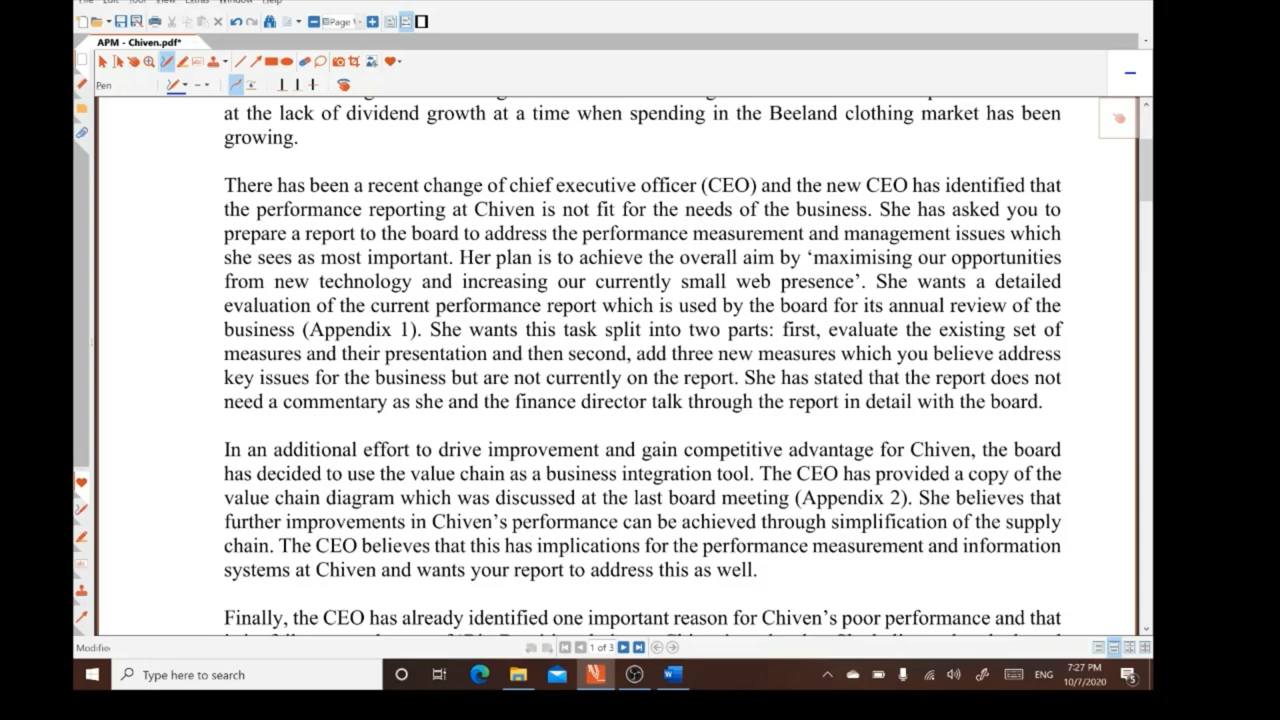 File Edit Tool View Extras Window Help
Page
APM - Chiven.pdf*
Pen
at the lack of dividend growth at a time when spending in the Beeland clothing market has been
growing.
There has been a recent change of chief executive officer (CEO) and the new CEO has identified that
the performance reporting at Chiven is not fit for the needs of the business. She has asked you to
prepare a report to the board to address the performance measurement and management issues which
she sees as most important. Her plan is to achieve the overall aim by ‘maximising our opportunities
from new technology and increasing our currently small web presence’. She wants a detailed
evaluation of the current performance report which is used by the board for its annual review of the
business (Appendix 1). She wants this task split into two parts: first, evaluate the existing set of
measures and their presentation and then second, add three new measures which you believe address
key issues for the business but are not currently on the report. She has stated that the report does not
need a commentary as she and the finance director talk through the report in detail with the board.
In an additional effort to drive improvement and gain competitive advantage for Chiven, the board
has decided to use the value chain as a business integration tool. The CEO has provided a copy of the
value chain diagram which was discussed at the last board meeting (Appendix 2). She believes that
further improvements in Chiven’s performance can be achieved through simplification of the supply
chain. The CEO believes that this has implications for the performance measurement and information
systems at Chiven and wants your report to address this as well.
Finally, the CEO has already identified one important reason for Chiven’s poor performance and that
Modifie
1 of 3
Type here to search
ENG
7:27 PM
10/7/2020
5